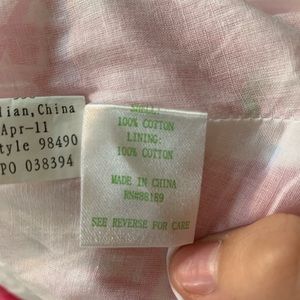 lian, China
Apr-11
tyle 98490
PO 038394
SHELL:
100% COTTON
LINING:
100% COTTON
MADE IN CHINA
RN#86189
SEE REVERSE FOR CARE